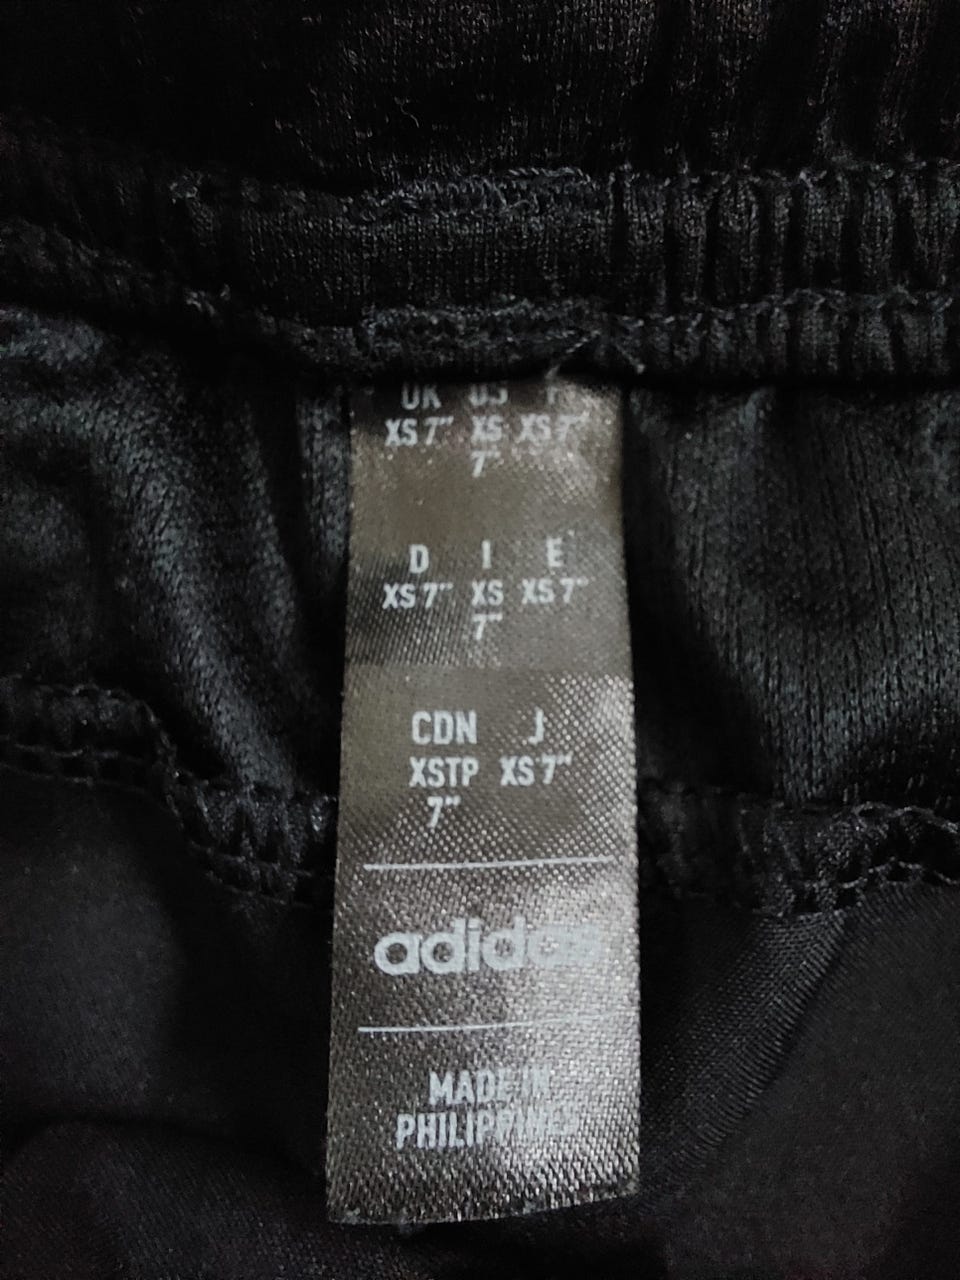 UK US F
XS 7" XS XS 7"
7"
D I E
XS 7" XS XS 7"
7"
CDN J
XSTP XS 7"
7"
adidas
MADE IN
PHILIPPINES